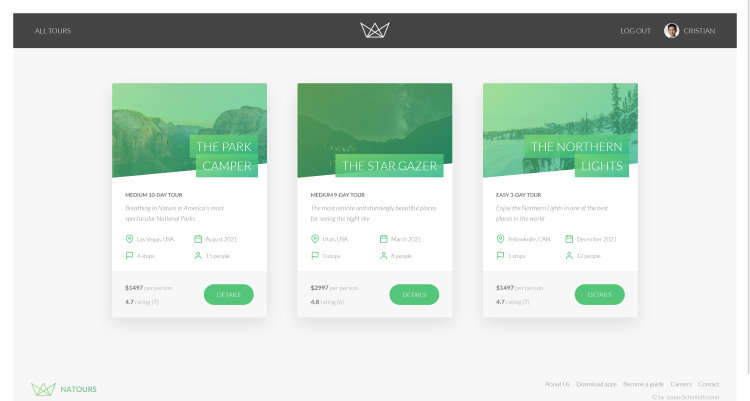 ALL TOURS
LOG OUT
CRISTIAN
THE PARK
CAMPER
MEDIUM 10-DAY TOUR
Breathing in Nature in America's most
spectacular National Parks
Las Vegas, USA
August 2021
4 stops
15 people
$1497 per person
4.7 rating (7)
DETAILS
THE STAR GAZER
MEDIUM 9-DAY TOUR
The most remote and stunningly beautiful places
for seeing the night sky
Utah, USA
March 2021
3 stops
8 people
$2997 per person
4.8 rating (6)
DETAILS
THE NORTHERN
LIGHTS
EASY 3-DAY TOUR
Enjoy the Northern Lights in one of the best
places in the world
Yellowknife, CAN
December 2021
1 stops
12 people
$1497 per person
4.7 rating (7)
DETAILS
NATOURS
About Us Download apps Become a guide Careers Contact
© by Jonas Schmedtmann